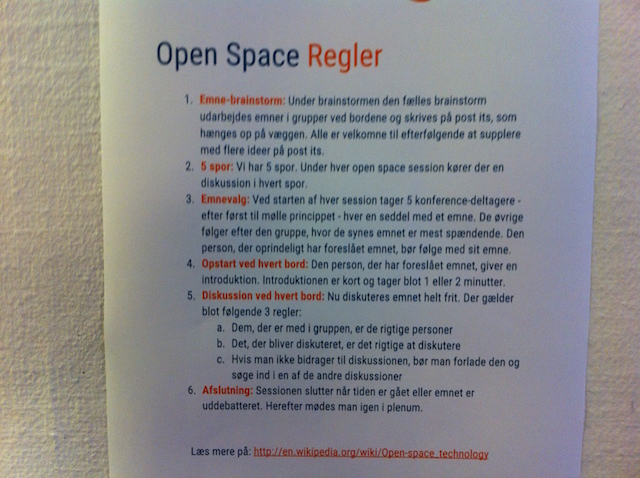 Open Space Regler
1. Emne-brainstorm: Under brainstormen den fælles brainstorm
udarbejdes emner i grupper ved bordene og skrives på post its, som
hænges op på væggen. Alle er velkomne til efterfølgende at supplere
med flere ideer på post its.
2. 5 spor: Vi har 5 spor. Under hver open space session kører der en
diskussion i hvert spor.
3. Emnevalg: Ved starten af hver session tager 5 konference-deltagere -
efter først til mølle princippet - hver en seddel med et emne. De øvrige
følger efter den gruppe, hvor de synes emnet er mest spændende. Den
person, der oprindeligt har foreslået emnet, bør følge med sit emne.
4. Opstart ved hvert bord: Den person, der har foreslået emnet, giver en
introduktion. Introduktionen er kort og tager blot 1 eller 2 minutter.
5. Diskussion ved hvert bord: Nu diskuteres emnet helt frit. Der gælder
blot følgende 3 regler:
a. Dem, der er med i gruppen, er de rigtige personer
b. Det, der bliver diskuteret, er det rigtige at diskutere
c. Hvis man ikke bidrager til diskussionen, bør man forlade den og
søge ind i en af de andre diskussioner
6. Afslutning: Sessionen slutter når tiden er gået eller emnet er
uddebatteret. Herefter mødes man igen i plenum.
Læs mere på: http://en.wikipedia.org/wiki/Open-space_technology